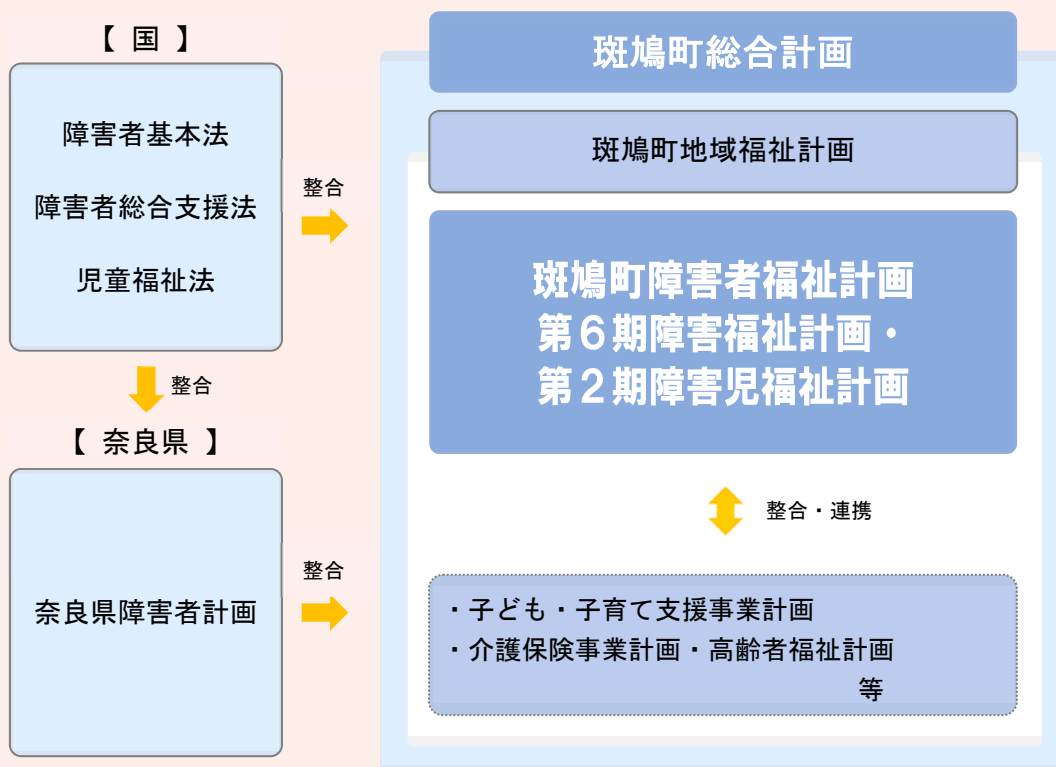 【 国 】
障害者基本法
障害者総合支援法
児童福祉法
整合
整合
【 奈良県 】
奈良県障害者計画
整合
斑鳩町総合計画
斑鳩町地域福祉計画
斑鳩町障害者福祉計画
第6期障害福祉計画・
第2期障害児福祉計画
整合・連携
・子ども・子育て支援事業計画
・介護保険事業計画・高齢者福祉計画
等